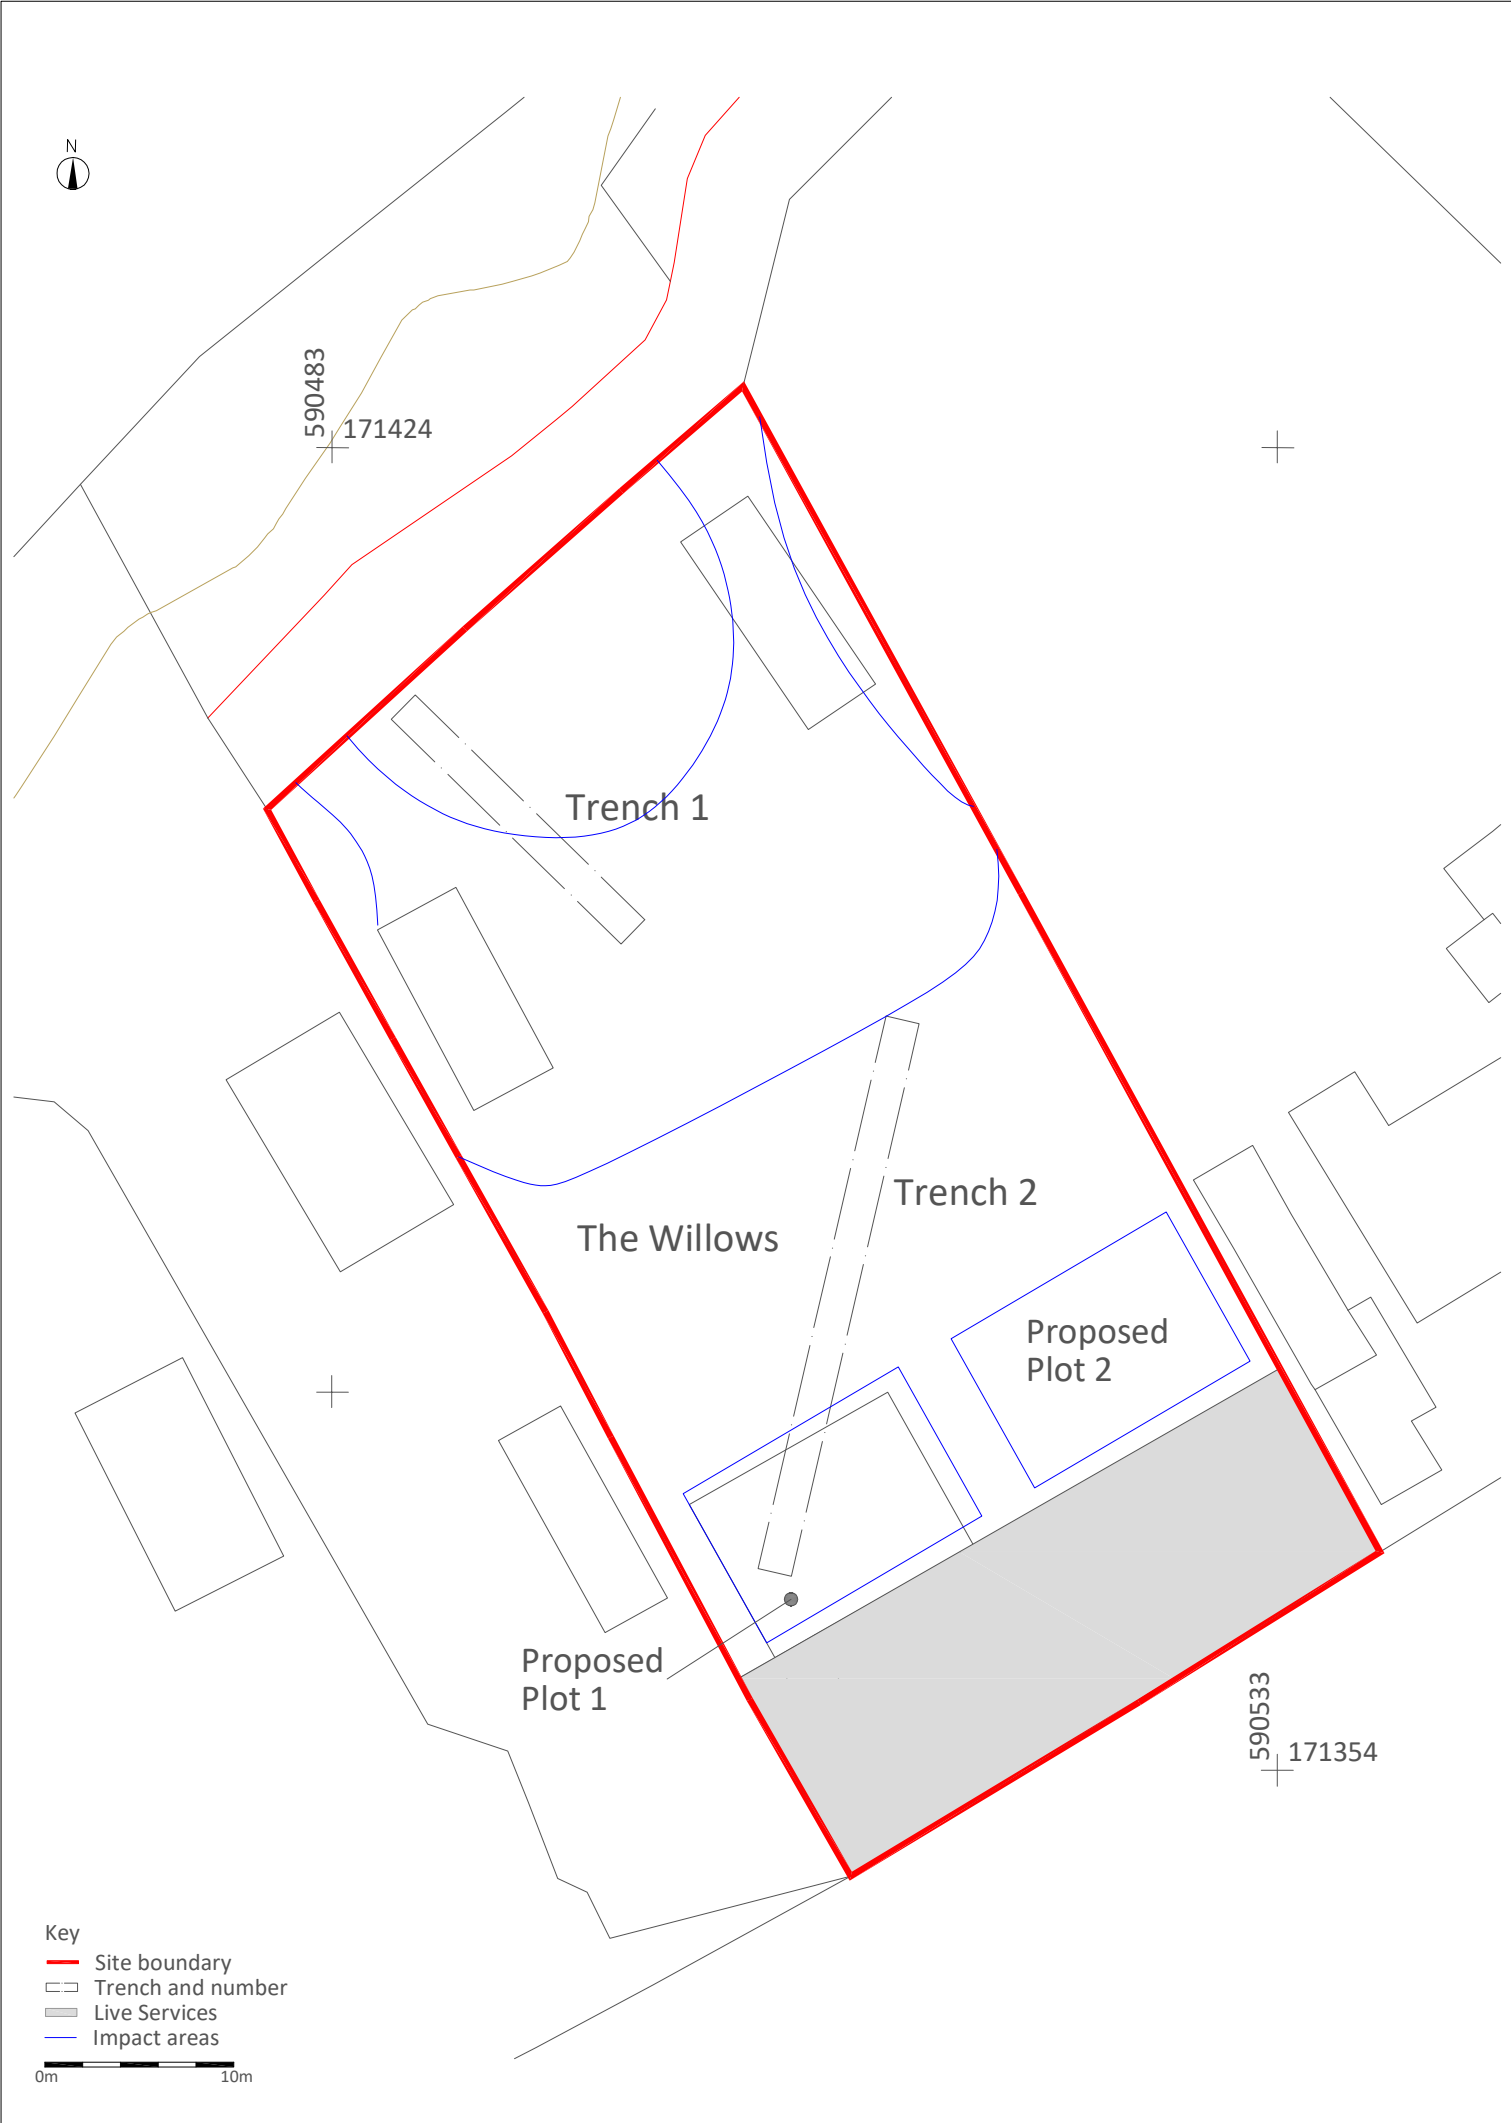 N
590483
171424
Trench 1
Trench 2
The Willows
Proposed
Plot 2
Proposed
Plot 1
590533
171354
Key
Site boundary
Trench and number
Live Services
Impact areas
0m 10m